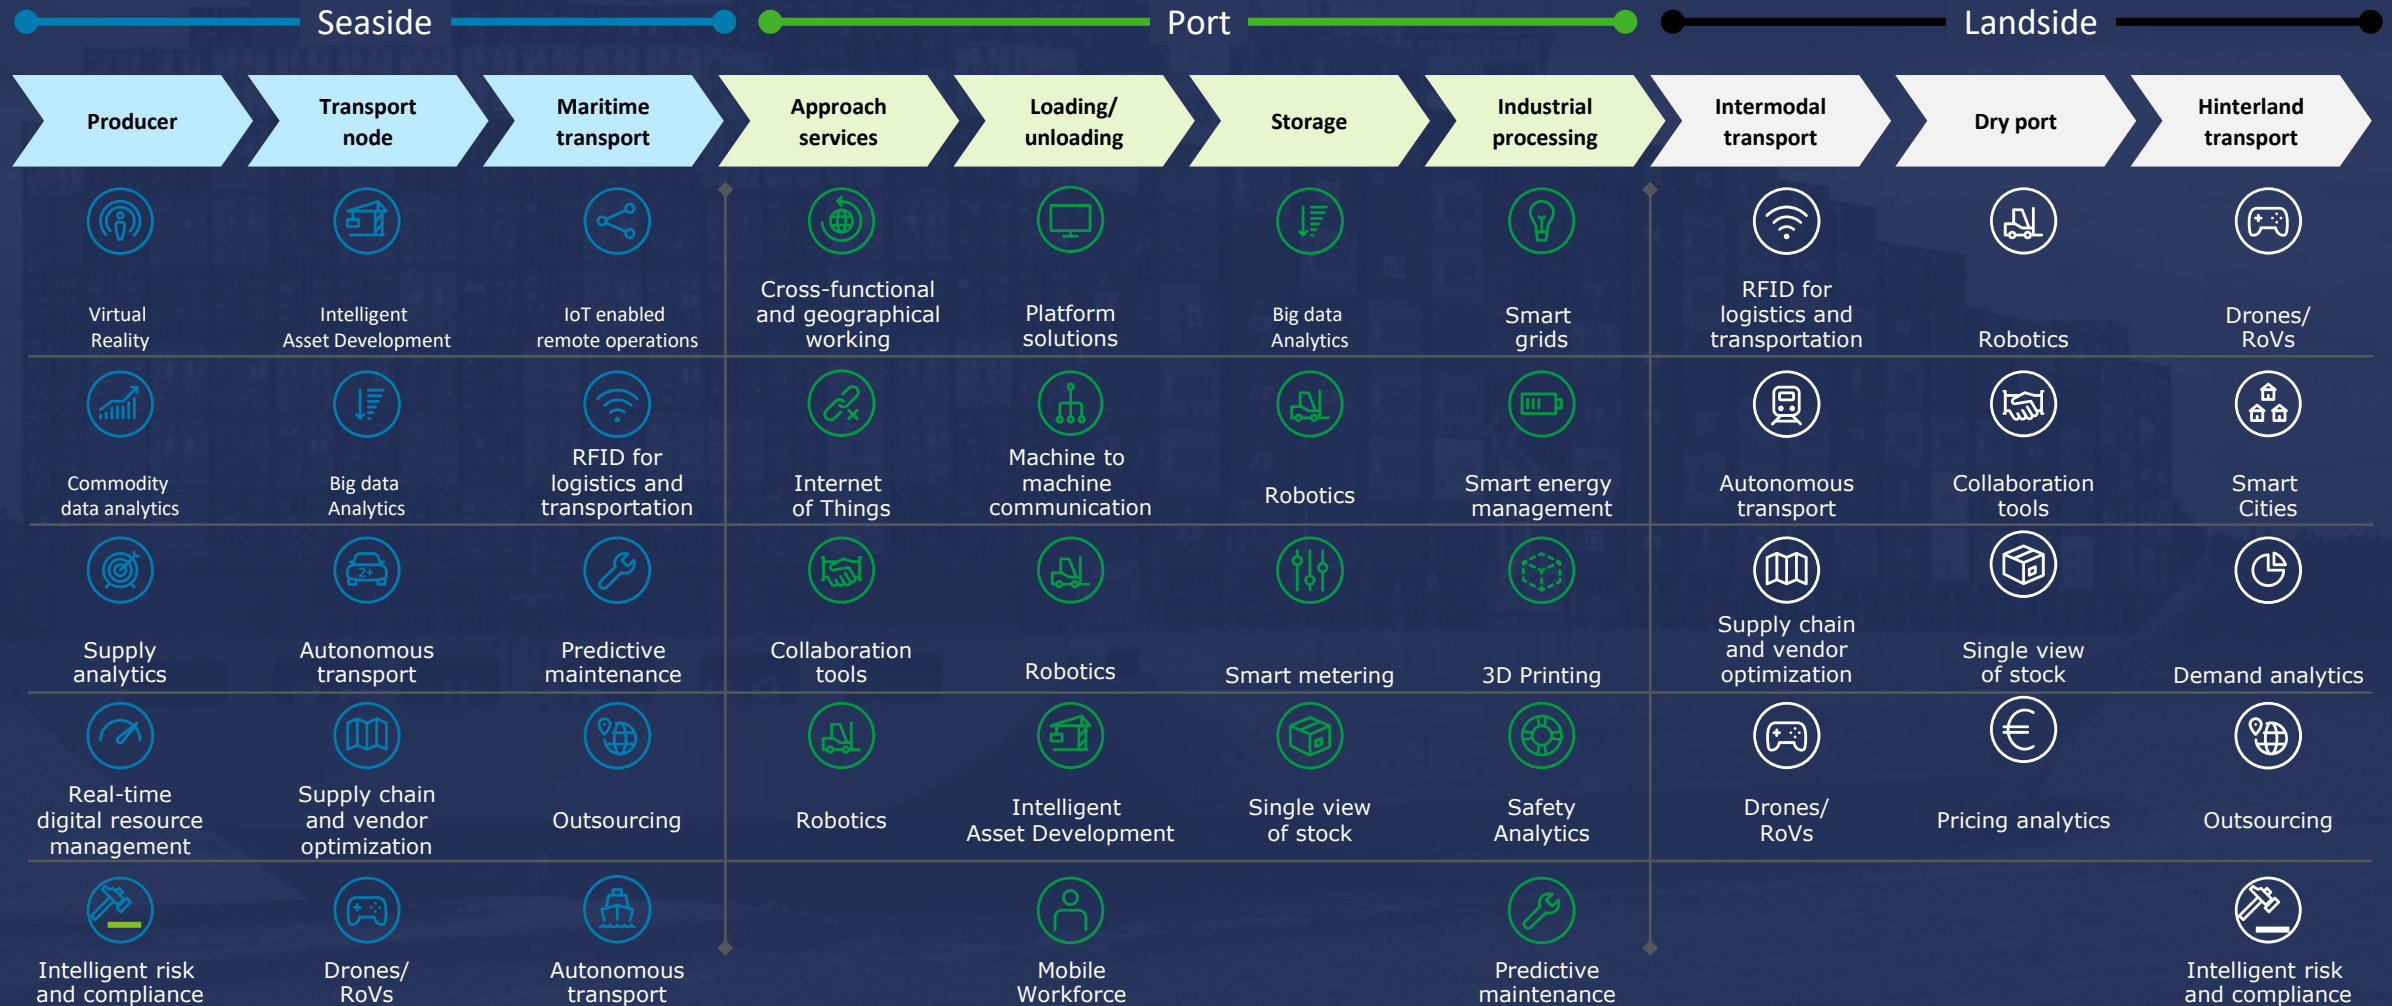 Seaside
Port
Landside
Producer
Transport
node
Maritime
transport
Approach
services
Loading/
unloading
Storage
Industrial
processing
Intermodal
transport
Dry port
Hinterland
transport
Virtual
Reality
Intelligent
Asset Development
IoT enabled
remote operations
Cross-functional
and geographical
working
Platform
solutions
Big data
Analytics
Smart
grids
RFID for
logistics and
transportation
Robotics
Drones/
RoVs
Commodity
data analytics
Big data
Analytics
RFID for
logistics and
transportation
Internet
of Things
Machine to
machine
communication
Robotics
Smart energy
management
Autonomous
transport
Collaboration
tools
Smart
Cities
2+
Supply
analytics
Autonomous
transport
Predictive
maintenance
Collaboration
tools
Robotics
Smart metering
3D Printing
Supply chain
and vendor
optimization
Single view
of stock
Demand analytics
Real-time
digital resource
management
Supply chain
and vendor
optimization
Outsourcing
Robotics
Intelligent
Asset Development
Single view
of stock
Safety
Analytics
Drones/
RoVs
Pricing analytics
Outsourcing
Intelligent risk
and compliance
Drones/
RoVs
Autonomous
transport
Mobile
Workforce
Predictive
maintenance
Intelligent risk
and compliance